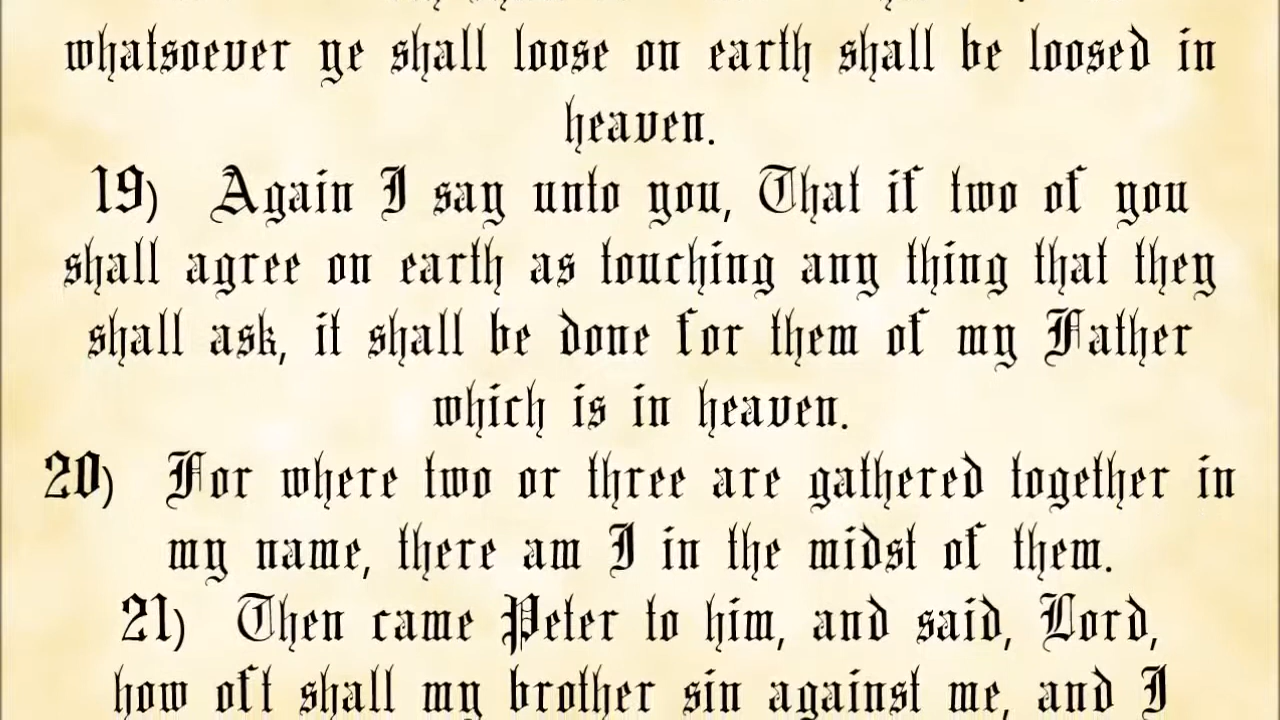 whatsoever ye shall loose on earth shall be loosed in
heaven.
19) Again I say unto you, That if two of you
shall agree on earth as touching any thing that they
shall ask, it shall be done for them of my Father
which is in heaven.
20) For where two or three are gathered together in
my name, there am I in the midst of them.
21) Then came Peter to him, and said, Lord,
how oft shall my brother sin against me, and I